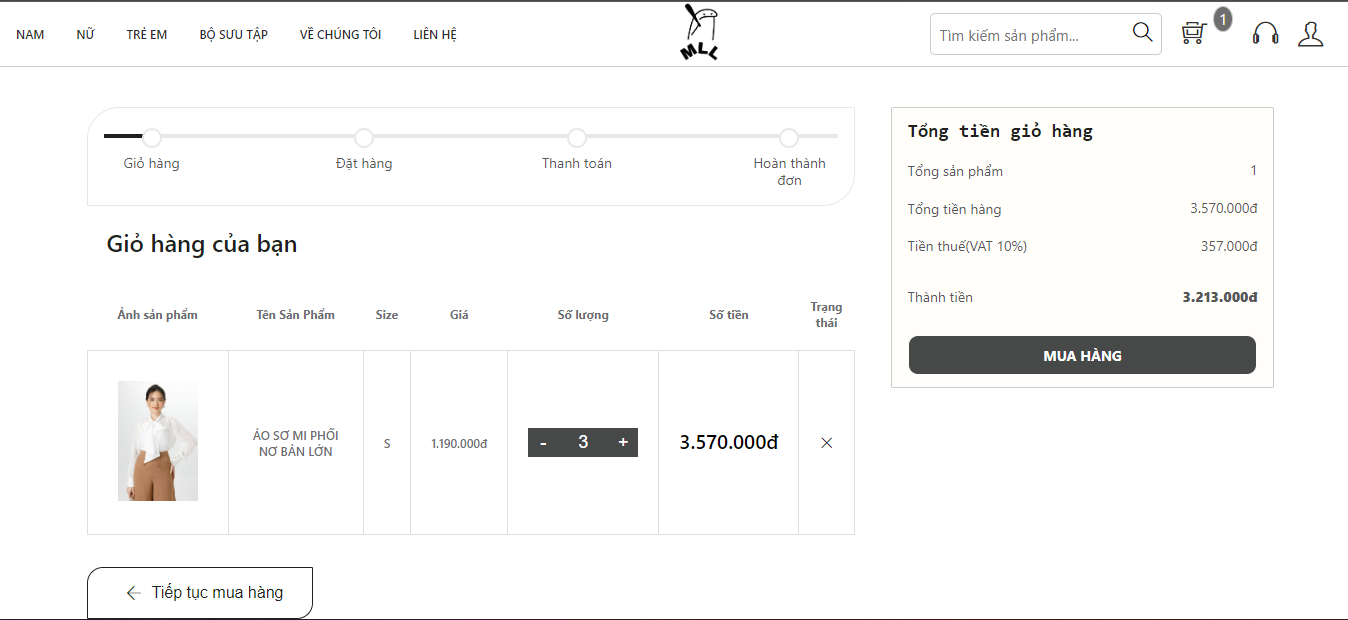 NAM NỮ TRẺ EM BỘ SƯU TẬP VỀ CHÚNG TÔI LIÊN HỆ
MLL
Tìm kiếm sản phẩm...
1
Giỏ hàng Đặt hàng Thanh toán Hoàn thành
đơn
Giỏ hàng của bạn
Ảnh sản phẩm Tên Sản Phẩm Size Giá Số lượng Số tiền Trạng
thái
ÁO SƠ MI PHỐI
NƠ BẢN LỚN
S
1.190.000đ
- 3 +
3.570.000đ
Tiếp tục mua hàng
Tổng tiền giỏ hàng
Tổng sản phẩm 1
Tổng tiền hàng 3.570.000đ
Tiền thuế(VAT 10%) 357.000đ
Thành tiền 3.213.000đ
MUA HÀNG